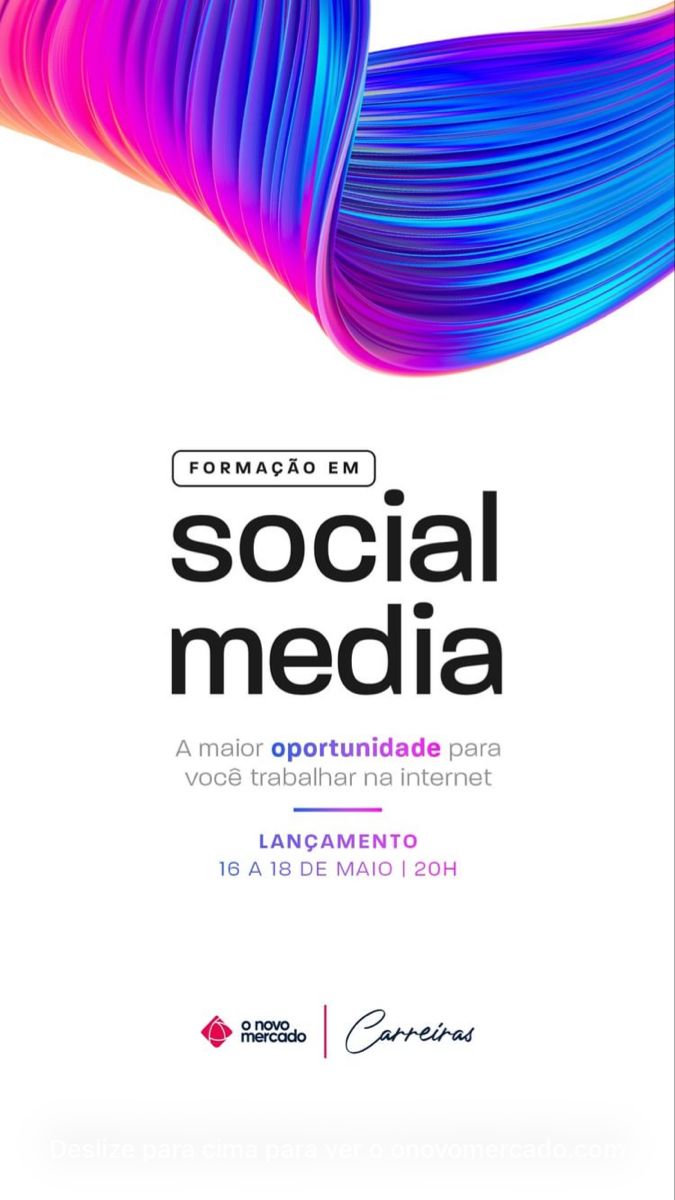 FORMAÇÃO EM
social
media
A maior oportunidade para
você trabalhar na internet
LANÇAMENTO
16 A 18 DE MAIO | 20H
o novo
mercado
Carreiras
Deslize para cima para ver o onovomercado.com